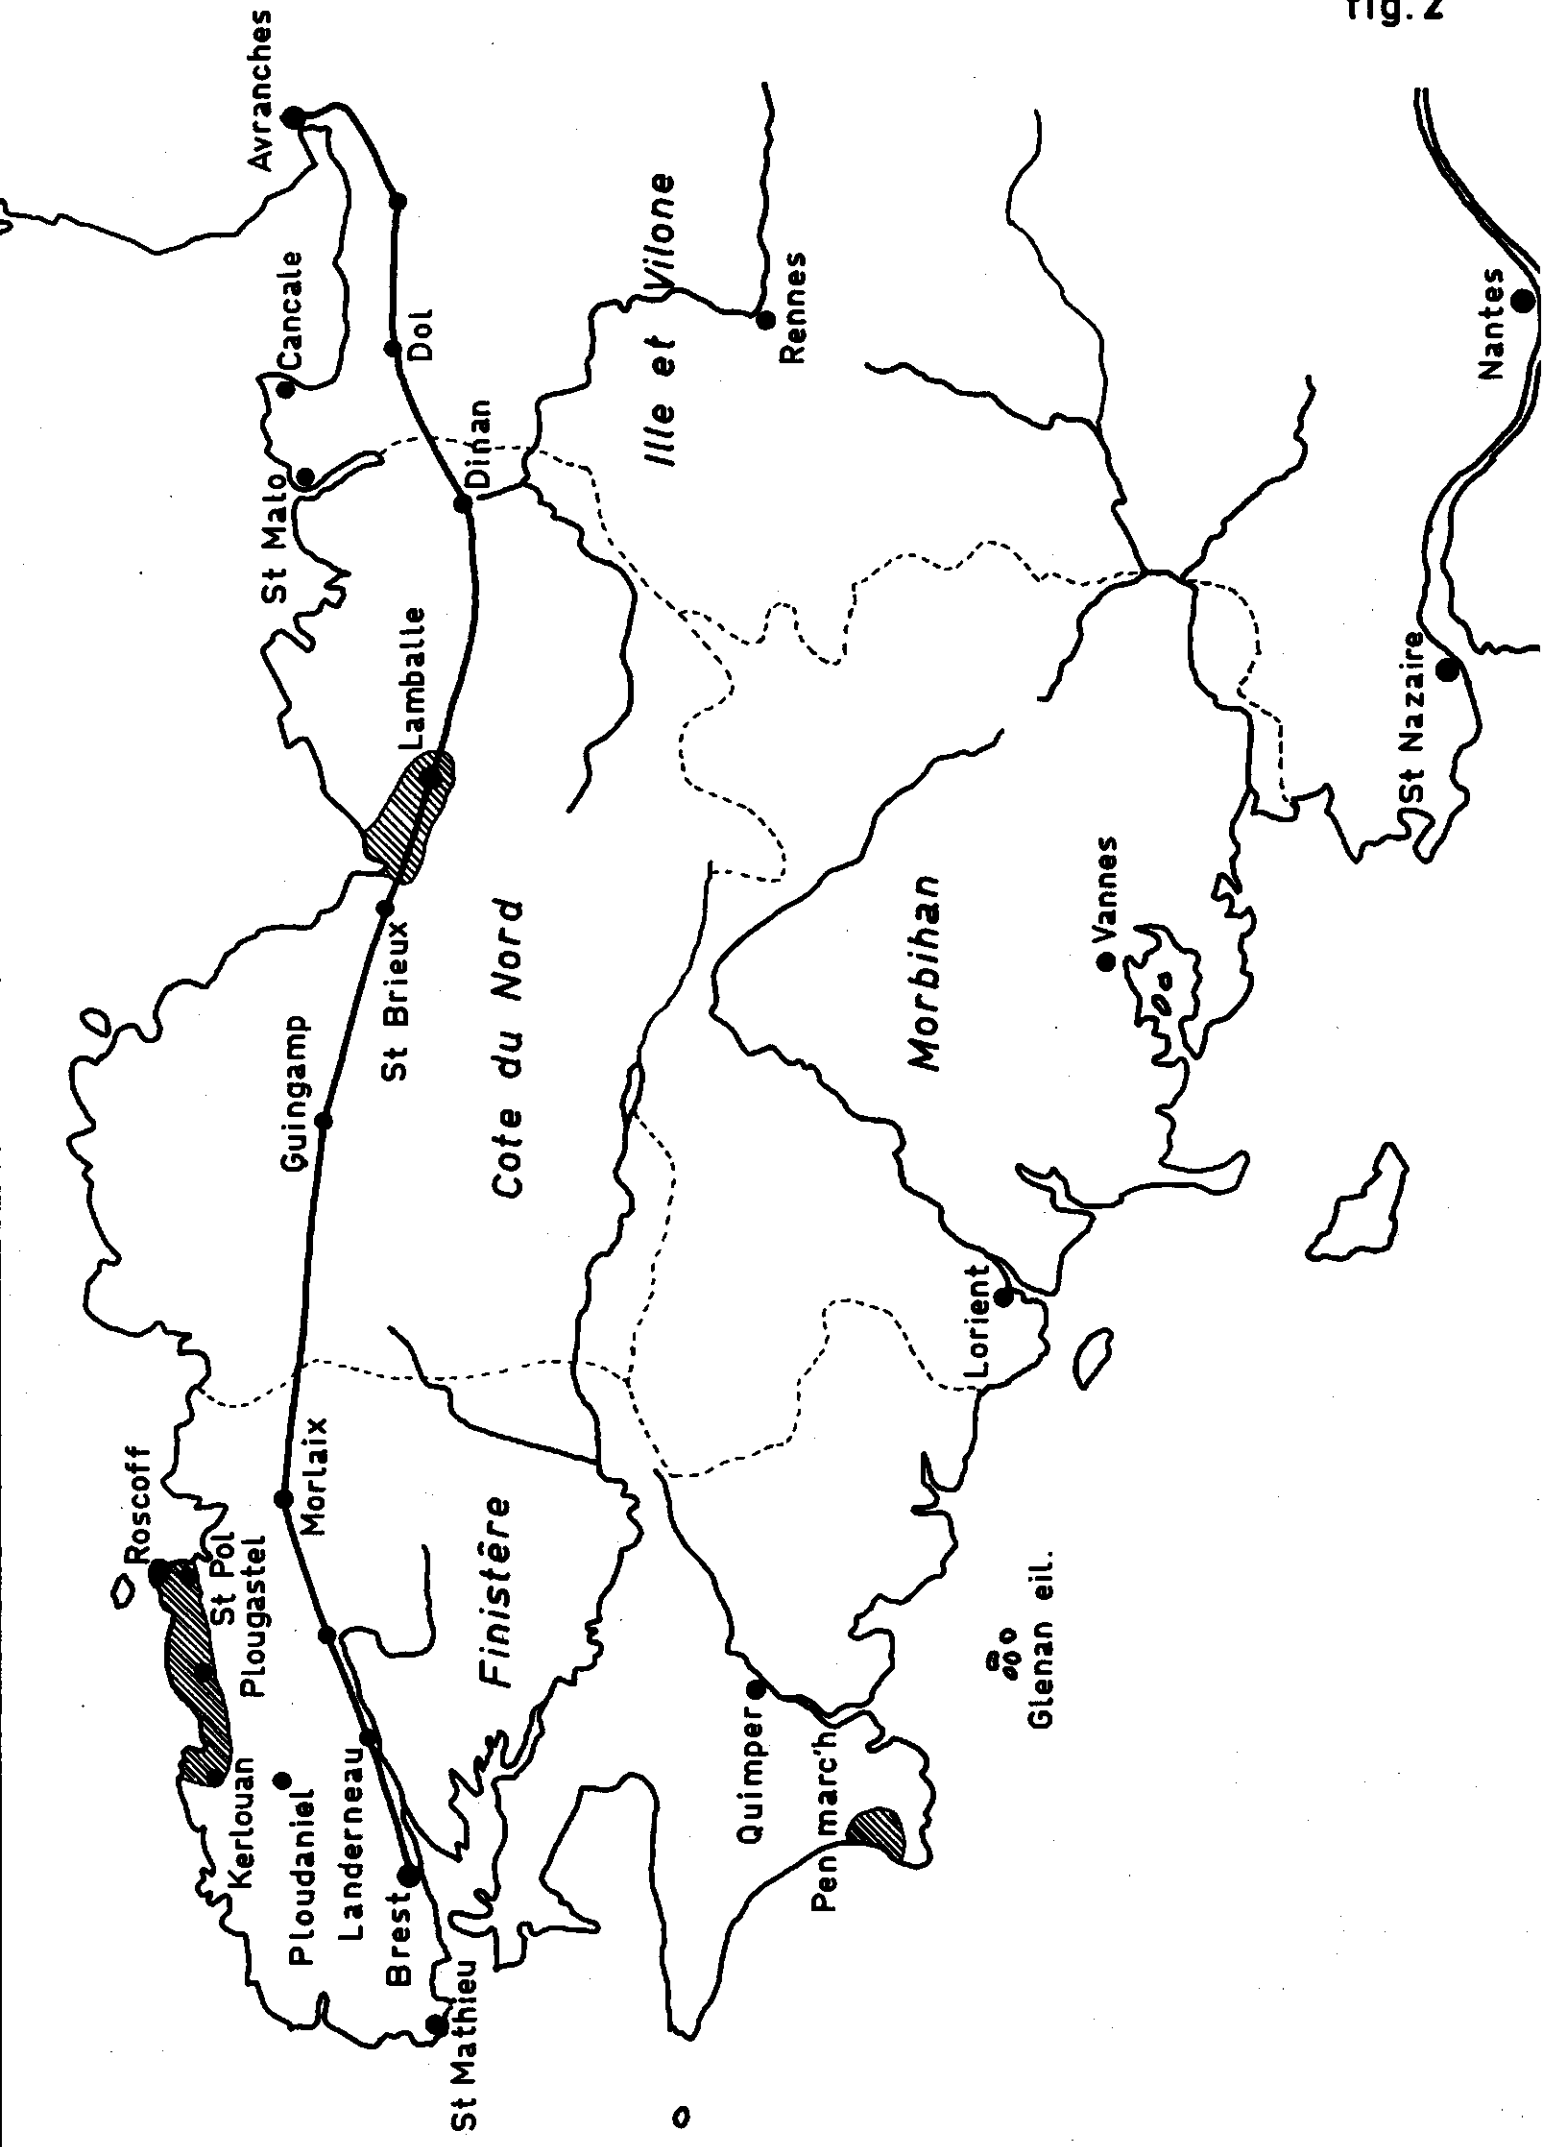 fig. 2
Avranches
Cancale
St Malo
Dol
Dinan
Ille et Vilone
Rennes
Nantes
St Nazaire
Lamballe
St Brieux
Guingamp
Cote du Nord
Morbihan
Vannes
Lorient
Morlaix
Roscoff
St Pol
Plougastel
Kerlouan
Ploudaniel
Landerneau
Brest
St Mathieu
Finistêre
Quimper
Pen marc'h
Glenan eil.